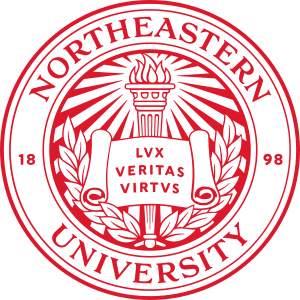 NORTHEASTERN
18 98
LVX
VERITAS
VIRTVS
UNIVERSITY